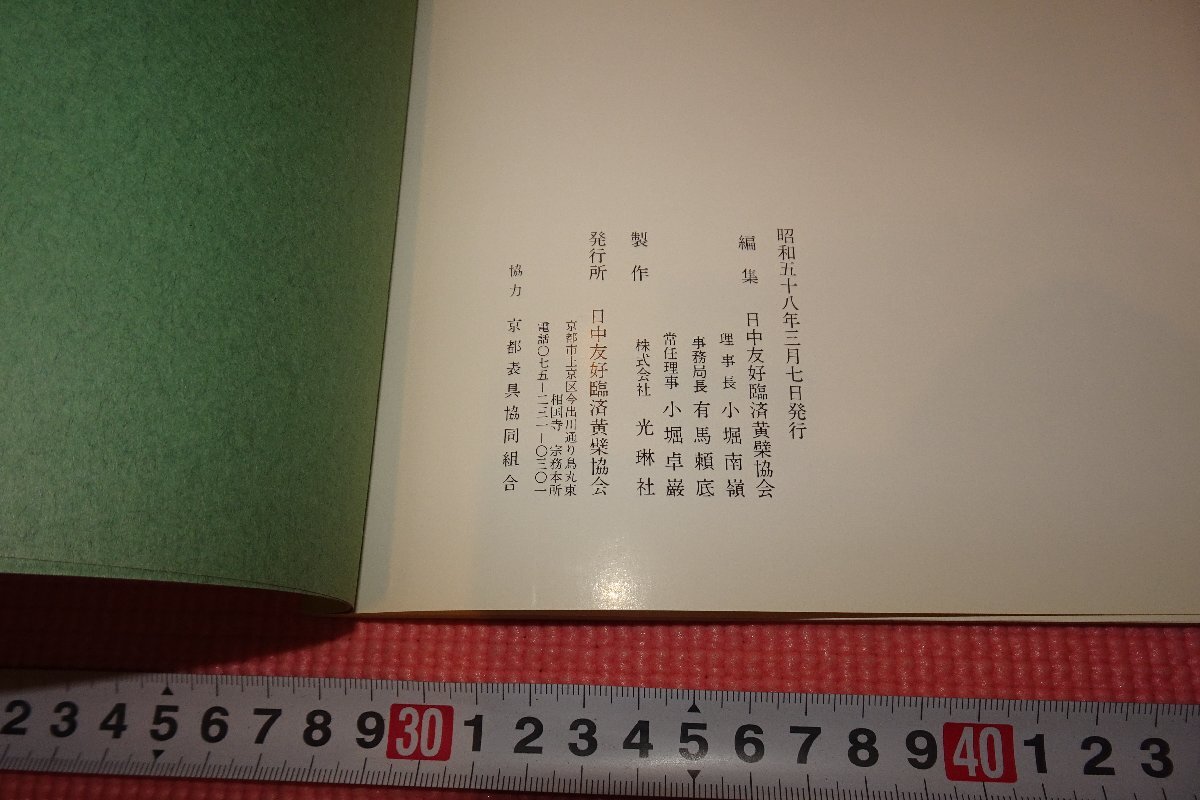 昭和五十八年三月七日発行
編集 日中友好臨済黄檗協会
理事長 小堀南嶺
事務局長 有馬頼底
常任理事 小堀卓巌
製作 株式会社 光琳社
発行所 日中友好臨済黄檗協会
京都市上京区今出川通り烏丸東
相国寺 宗務本所
電話〇七五-二三一-〇三〇一
協力 京都表具協同組合
2 3 4 5 6 7 8 9 30 1 2 3 4 5 6 7 8 9 40 1 2 3